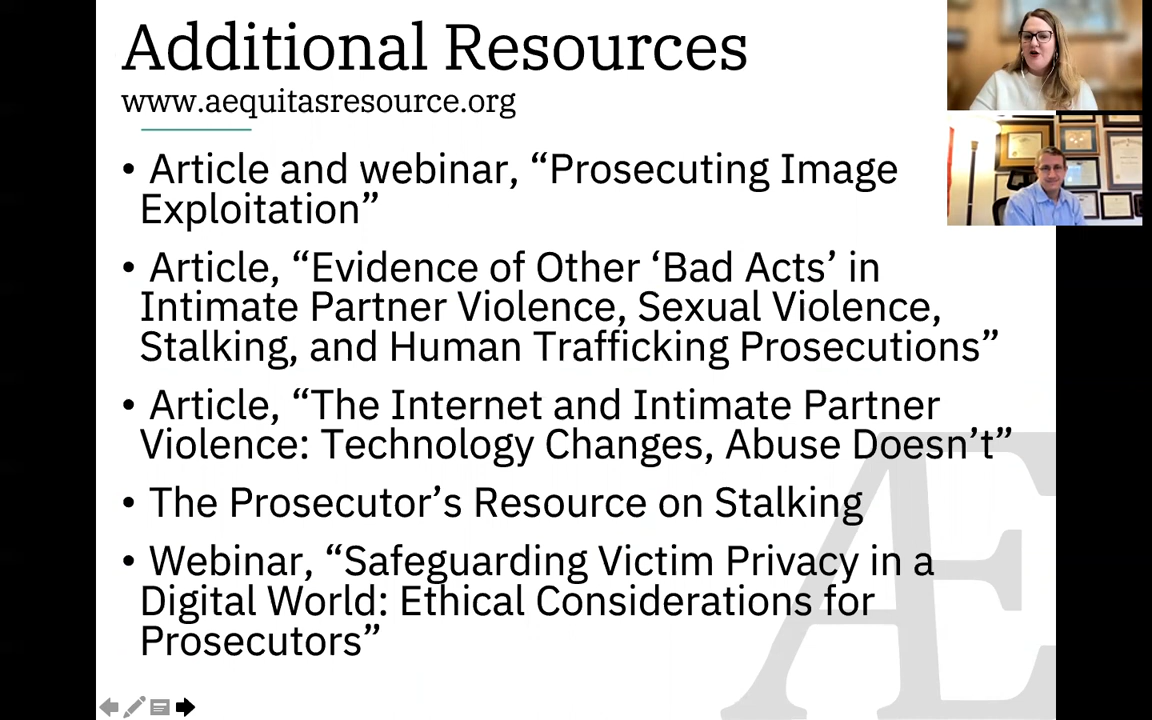 Additional Resources
www.aequitasresource.org
• Article and webinar, “Prosecuting Image
Exploitation”
• Article, “Evidence of Other ‘Bad Acts’ in
Intimate Partner Violence, Sexual Violence,
Stalking, and Human Trafficking Prosecutions”
• Article, “The Internet and Intimate Partner
Violence: Technology Changes, Abuse Doesn’t”
• The Prosecutor’s Resource on Stalking
• Webinar, “Safeguarding Victim Privacy in a
Digital World: Ethical Considerations for
Prosecutors”
Æ